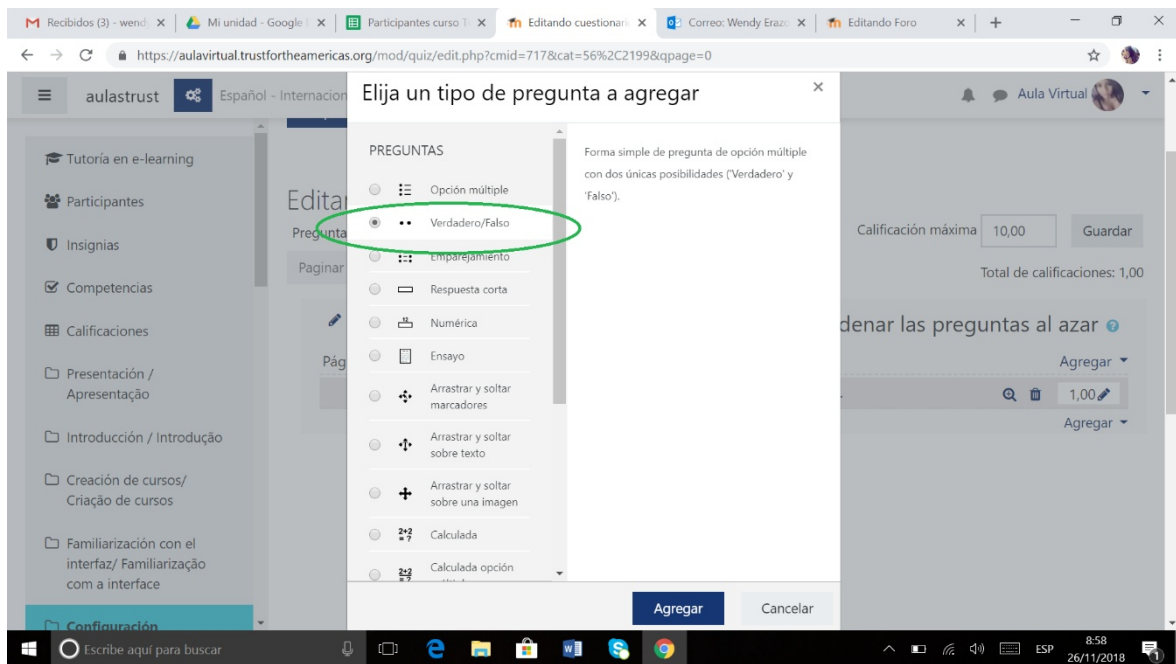 Recibidos (3) - wend
Mi unidad - Google
Participantes curso
Editando cuestionari
Correo: Wendy Erazo
Editando Foro
https://aulavirtual.trustfortheamericas.org/mod/quiz/edit.php?cmid=717&cat=56%2C2199&qpage=0
aulastrust
Español - Internacion
Elija un tipo de pregunta a agregar
Aula Virtual
Tutoría en e-learning
Participantes
Insignias
Competencias
Calificaciones
Presentación /
Apresentação
Introducción / Introdução
Creación de cursos/
Criação de cursos
Familiarización con el
interfaz/ Familiarização
com a interface
Configuración
Edita
Pregunta
Paginar
Pág
PREGUNTAS
Opción múltiple
Verdadero/Falso
Emparejamiento
Respuesta corta
12
Numérica
Ensayo
Arrastrar y soltar
marcadores
Arrastrar y soltar
sobre texto
Arrastrar y soltar
sobre una imagen
2+2
= ?
Calculada
2+2
= ?
Calculada opción
Forma simple de pregunta de opción múltiple
con dos únicas posibilidades ('Verdadero' y
'Falso').
Agregar
Cancelar
Calificación máxima
10,00
Guardar
Total de calificaciones: 1,00
denar las preguntas al azar
Agregar
1,00
Agregar
Escribe aquí para buscar
ESP
8:58
26/11/2018
1